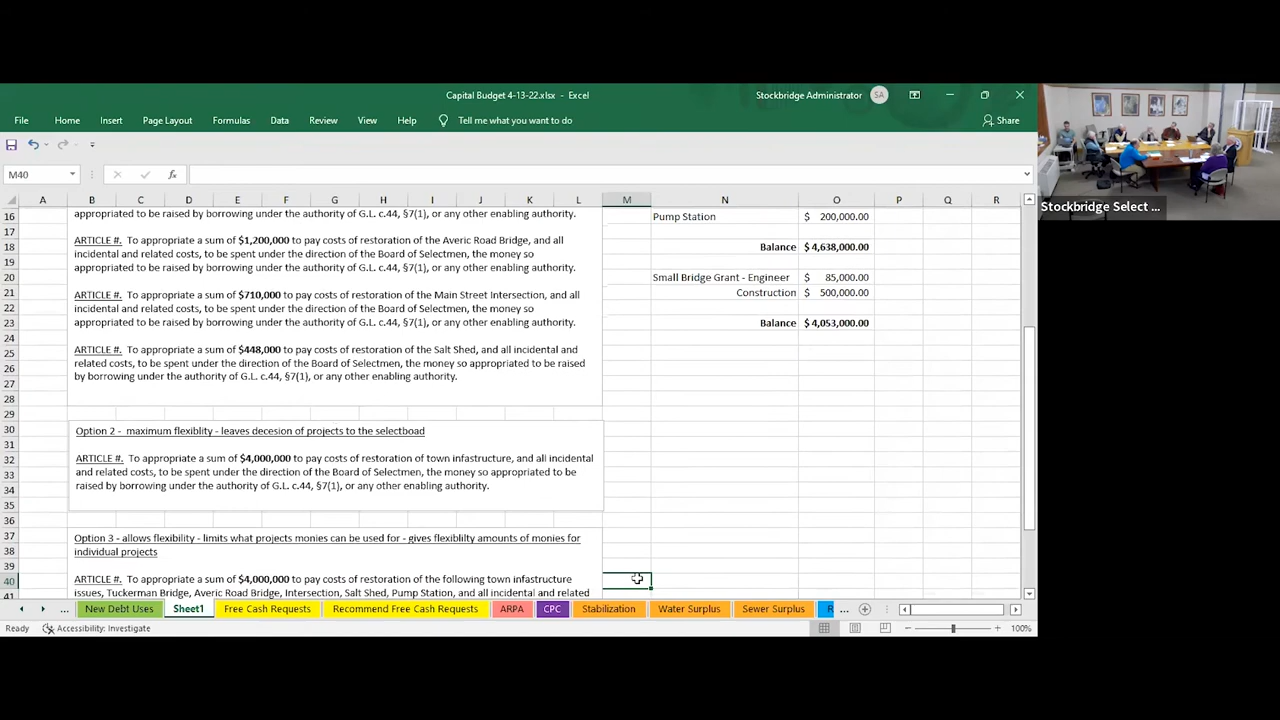 Capital Budget 4-13-22.xlsx - Excel
Stockbridge Administrator SA
File Home Insert Page Layout Formulas Data Review View Help Tell me what you want to do Share
Stockbridge Select ...
M40 fx
A B C D E F G H I J K L M N O P Q R
16
17
18
19
20
21
22
23
24
25
26
27
28
29
30
31
32
33
34
35
36
37
38
39
40
41
appropriated to be raised by borrowing under the authority of G.L. c.44, §7(1), or any other enabling authority.
ARTICLE #. To appropriate a sum of $1,200,000 to pay costs of restoration of the Averic Road Bridge, and all
incidental and related costs, to be spent under the direction of the Board of Selectmen, the money so
appropriated to be raised by borrowing under the authority of G.L. c.44, §7(1), or any other enabling authority.
ARTICLE #. To appropriate a sum of $710,000 to pay costs of restoration of the Main Street Intersection, and all
incidental and related costs, to be spent under the direction of the Board of Selectmen, the money so
appropriated to be raised by borrowing under the authority of G.L. c.44, §7(1), or any other enabling authority.
ARTICLE #. To appropriate a sum of $448,000 to pay costs of restoration of the Salt Shed, and all incidental and
related costs, to be spent under the direction of the Board of Selectmen, the money so appropriated to be raised
by borrowing under the authority of G.L. c.44, §7(1), or any other enabling authority.
Option 2 - maximum flexiblity - leaves decesion of projects to the selectboad
ARTICLE #. To appropriate a sum of $4,000,000 to pay costs of restoration of town infastructure, and all incidental
and related costs, to be spent under the direction of the Board of Selectmen, the money so appropriated to be
raised by borrowing under the authority of G.L. c.44, §7(1), or any other enabling authority.
Option 3 - allows flexibility - limits what projects monies can be used for - gives flexiblilty amounts of monies for
individual projects
ARTICLE #. To appropriate a sum of $4,000,000 to pay costs of restoration of the following town infastructure
issues, Tuckerman Bridge, Averic Road Bridge, Intersection, Salt Shed, Pump Station, and all incidental and related
Pump Station $ 200,000.00
Balance $ 4,638,000.00
Small Bridge Grant - Engineer $ 85,000.00
Construction $ 500,000.00
Balance $ 4,053,000.00
... New Debt Uses Sheet1 Free Cash Requests Recommend Free Cash Requests ARPA CPC Stabilization Water Surplus Sewer Surplus R ...
Ready Accessibility: Investigate 100%